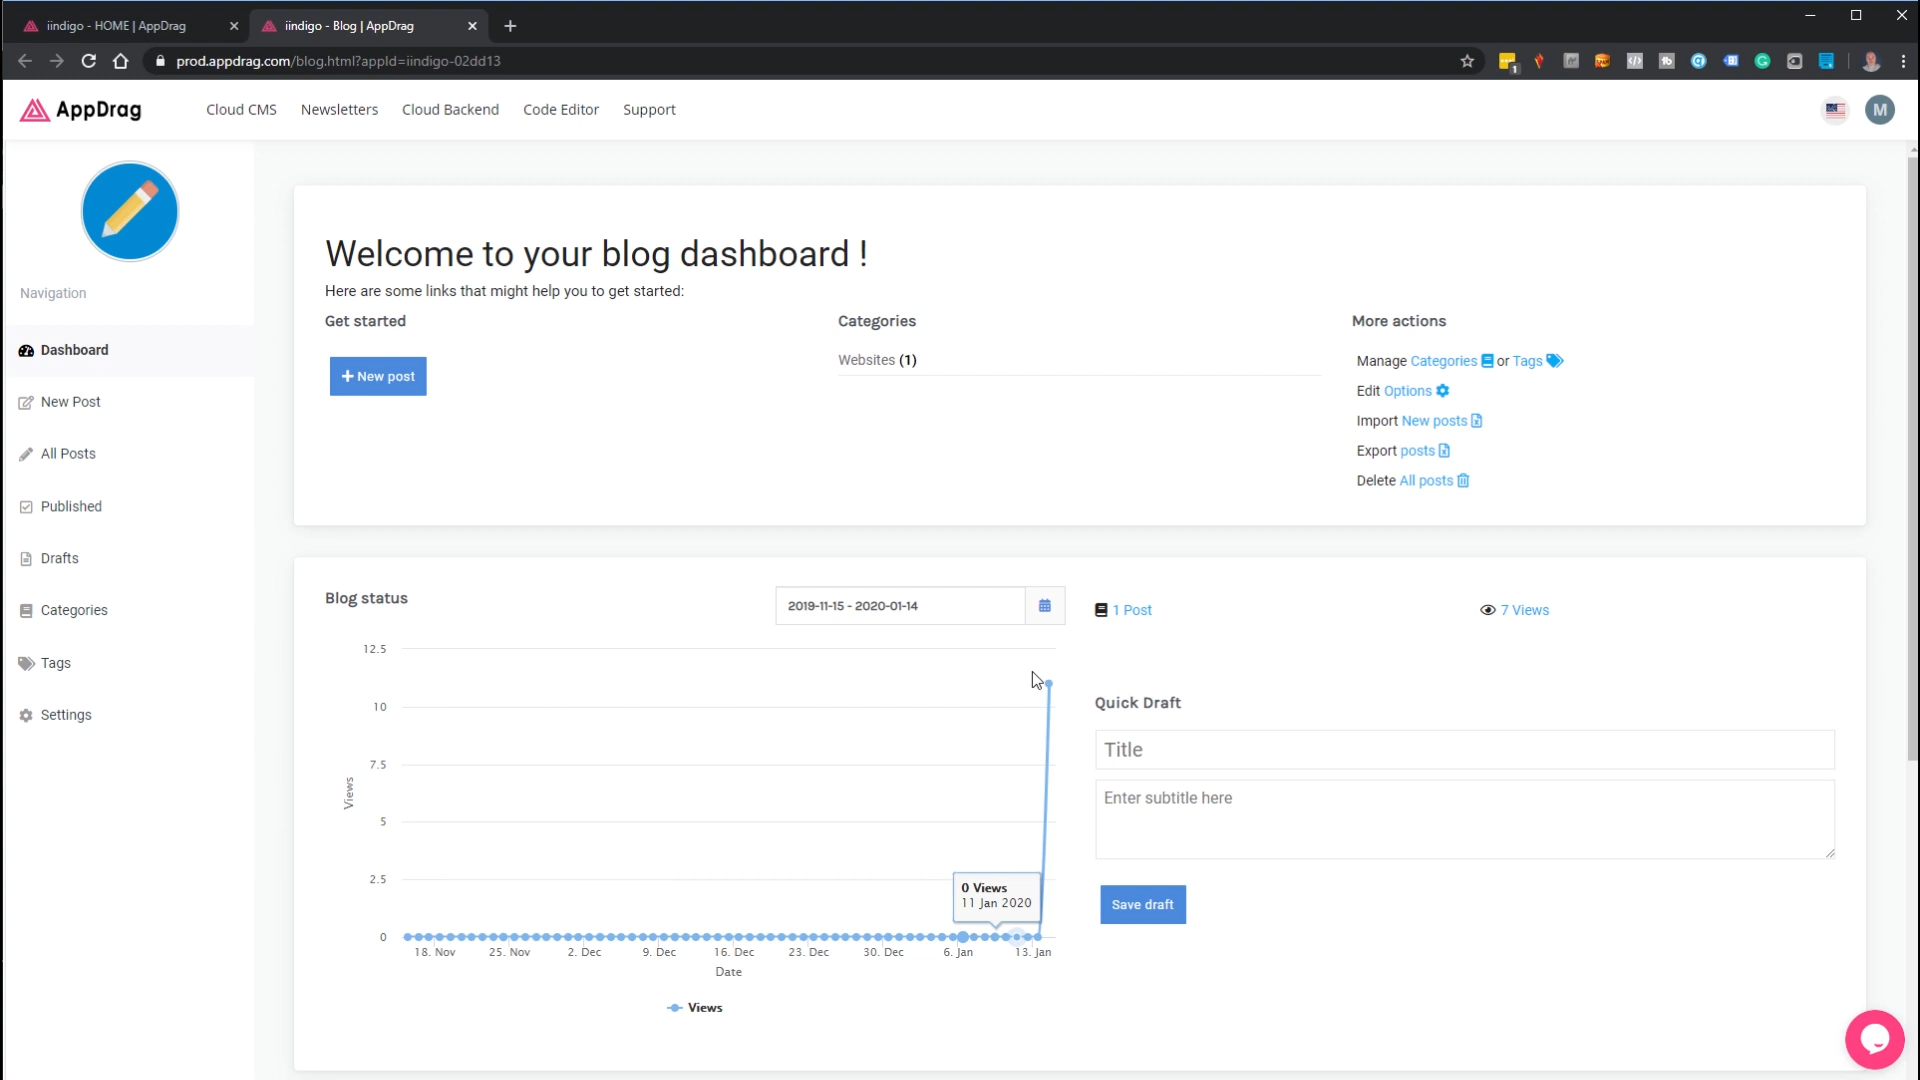 iindigo - HOME | AppDrag
iindigo - Blog | AppDrag
prod.appdrag.com/blog.html?appId=iindigo-02dd13
1
AppDrag
Cloud CMS
Newsletters
Cloud Backend
Code Editor
Support
M
Navigation
Dashboard
New Post
All Posts
Published
Drafts
Categories
Tags
Settings
Welcome to your blog dashboard !
Here are some links that might help you to get started:
Get started
+ New post
Categories
Websites (1)
More actions
Manage Categories or Tags
Edit Options
Import New posts
Export posts
Delete All posts
Blog status
2019-11-15 - 2020-01-14
1 Post
7 Views
12.5
10
7.5
5
2.5
0
Views
0 Views
11 Jan 2020
18. Nov
25. Nov
2. Dec
9. Dec
16. Dec
23. Dec
30. Dec
6. Jan
13. Jan
Date
Views
Quick Draft
Title
Enter subtitle here
Save draft